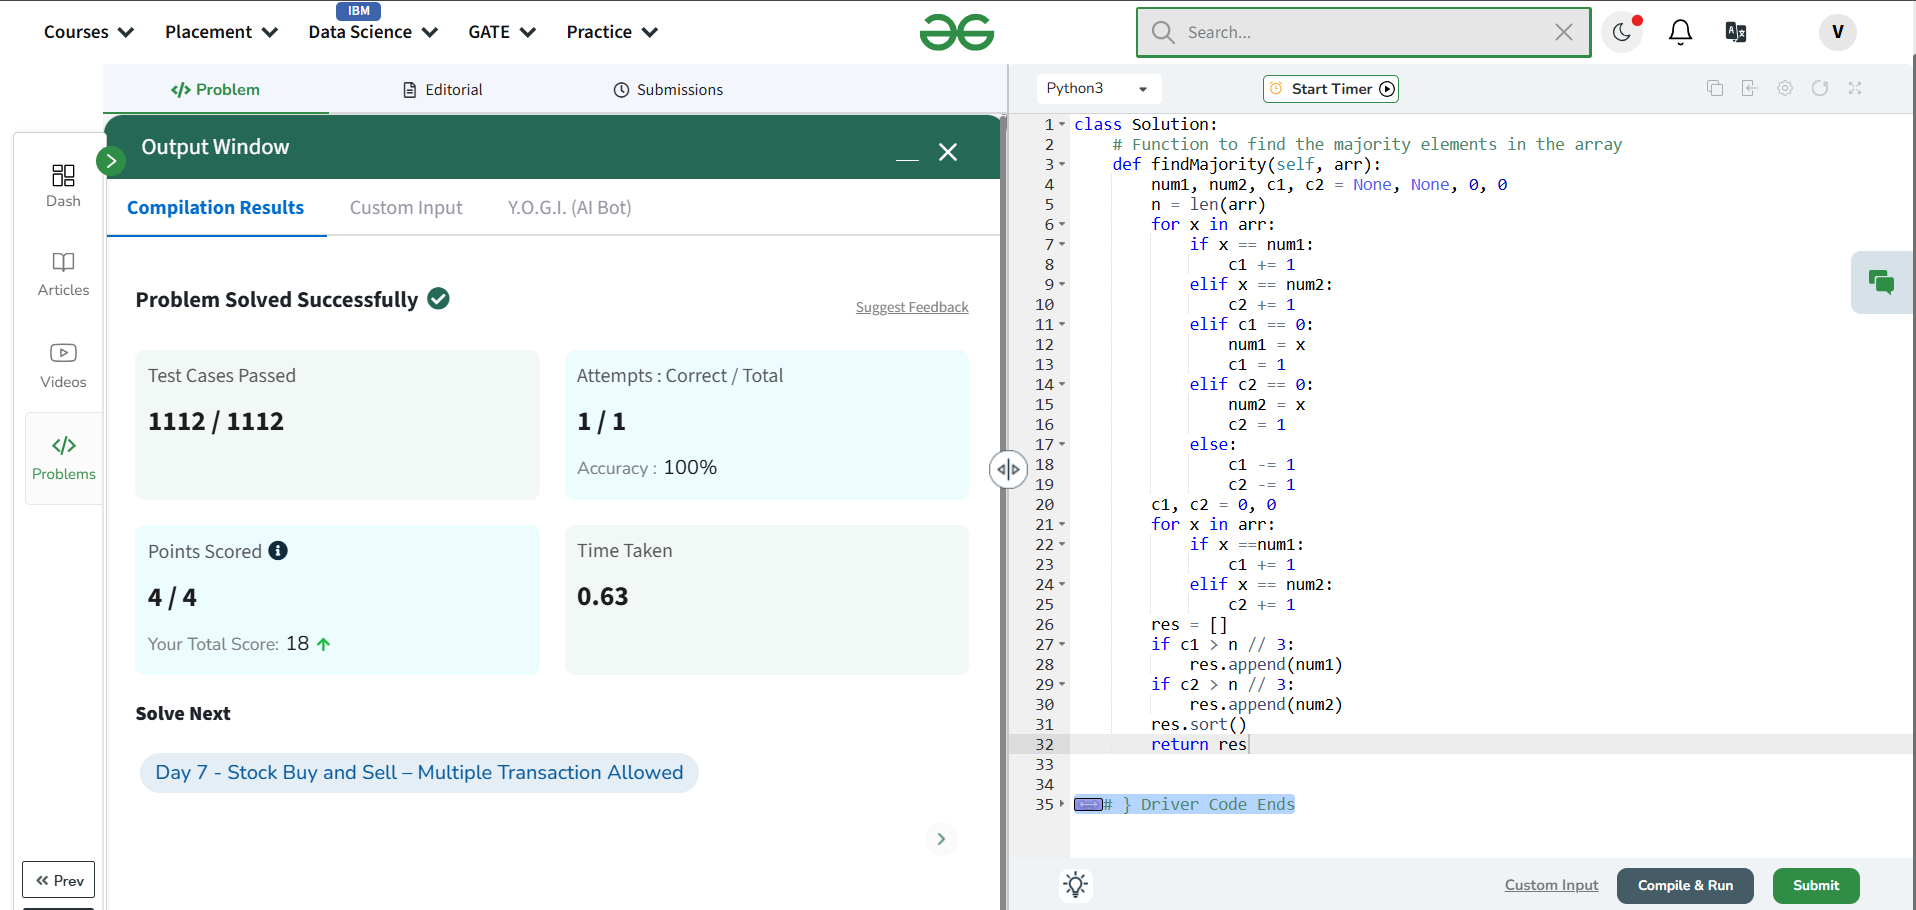 IBM
Courses Placement Data Science GATE Practice
Search...
V
Problem Editorial Submissions
Python3
Start Timer
Dash
Articles
Videos
Problems
Prev
Output Window
Compilation Results Custom Input Y.O.G.I. (AI Bot)
Problem Solved Successfully
Suggest Feedback
Test Cases Passed
1112 / 1112
Attempts : Correct / Total
1 / 1
Accuracy : 100%
Points Scored
4 / 4
Your Total Score: 18
Time Taken
0.63
Solve Next
Day 7 - Stock Buy and Sell – Multiple Transaction Allowed
1 class Solution:
2     # Function to find the majority elements in the array
3     def findMajority(self, arr):
4         num1, num2, c1, c2 = None, None, 0, 0
5         n = len(arr)
6         for x in arr:
7             if x == num1:
8                 c1 += 1
9             elif x == num2:
10                 c2 += 1
11             elif c1 == 0:
12                 num1 = x
13                 c1 = 1
14             elif c2 == 0:
15                 num2 = x
16                 c2 = 1
17             else:
18                 c1 -= 1
19                 c2 -= 1
20         c1, c2 = 0, 0
21         for x in arr:
22             if x ==num1:
23                 c1 += 1
24             elif x == num2:
25                 c2 += 1
26         res = []
27         if c1 > n // 3:
28             res.append(num1)
29         if c2 > n // 3:
30             res.append(num2)
31         res.sort()
32         return res
33
34
35 # } Driver Code Ends
Custom Input Compile & Run Submit